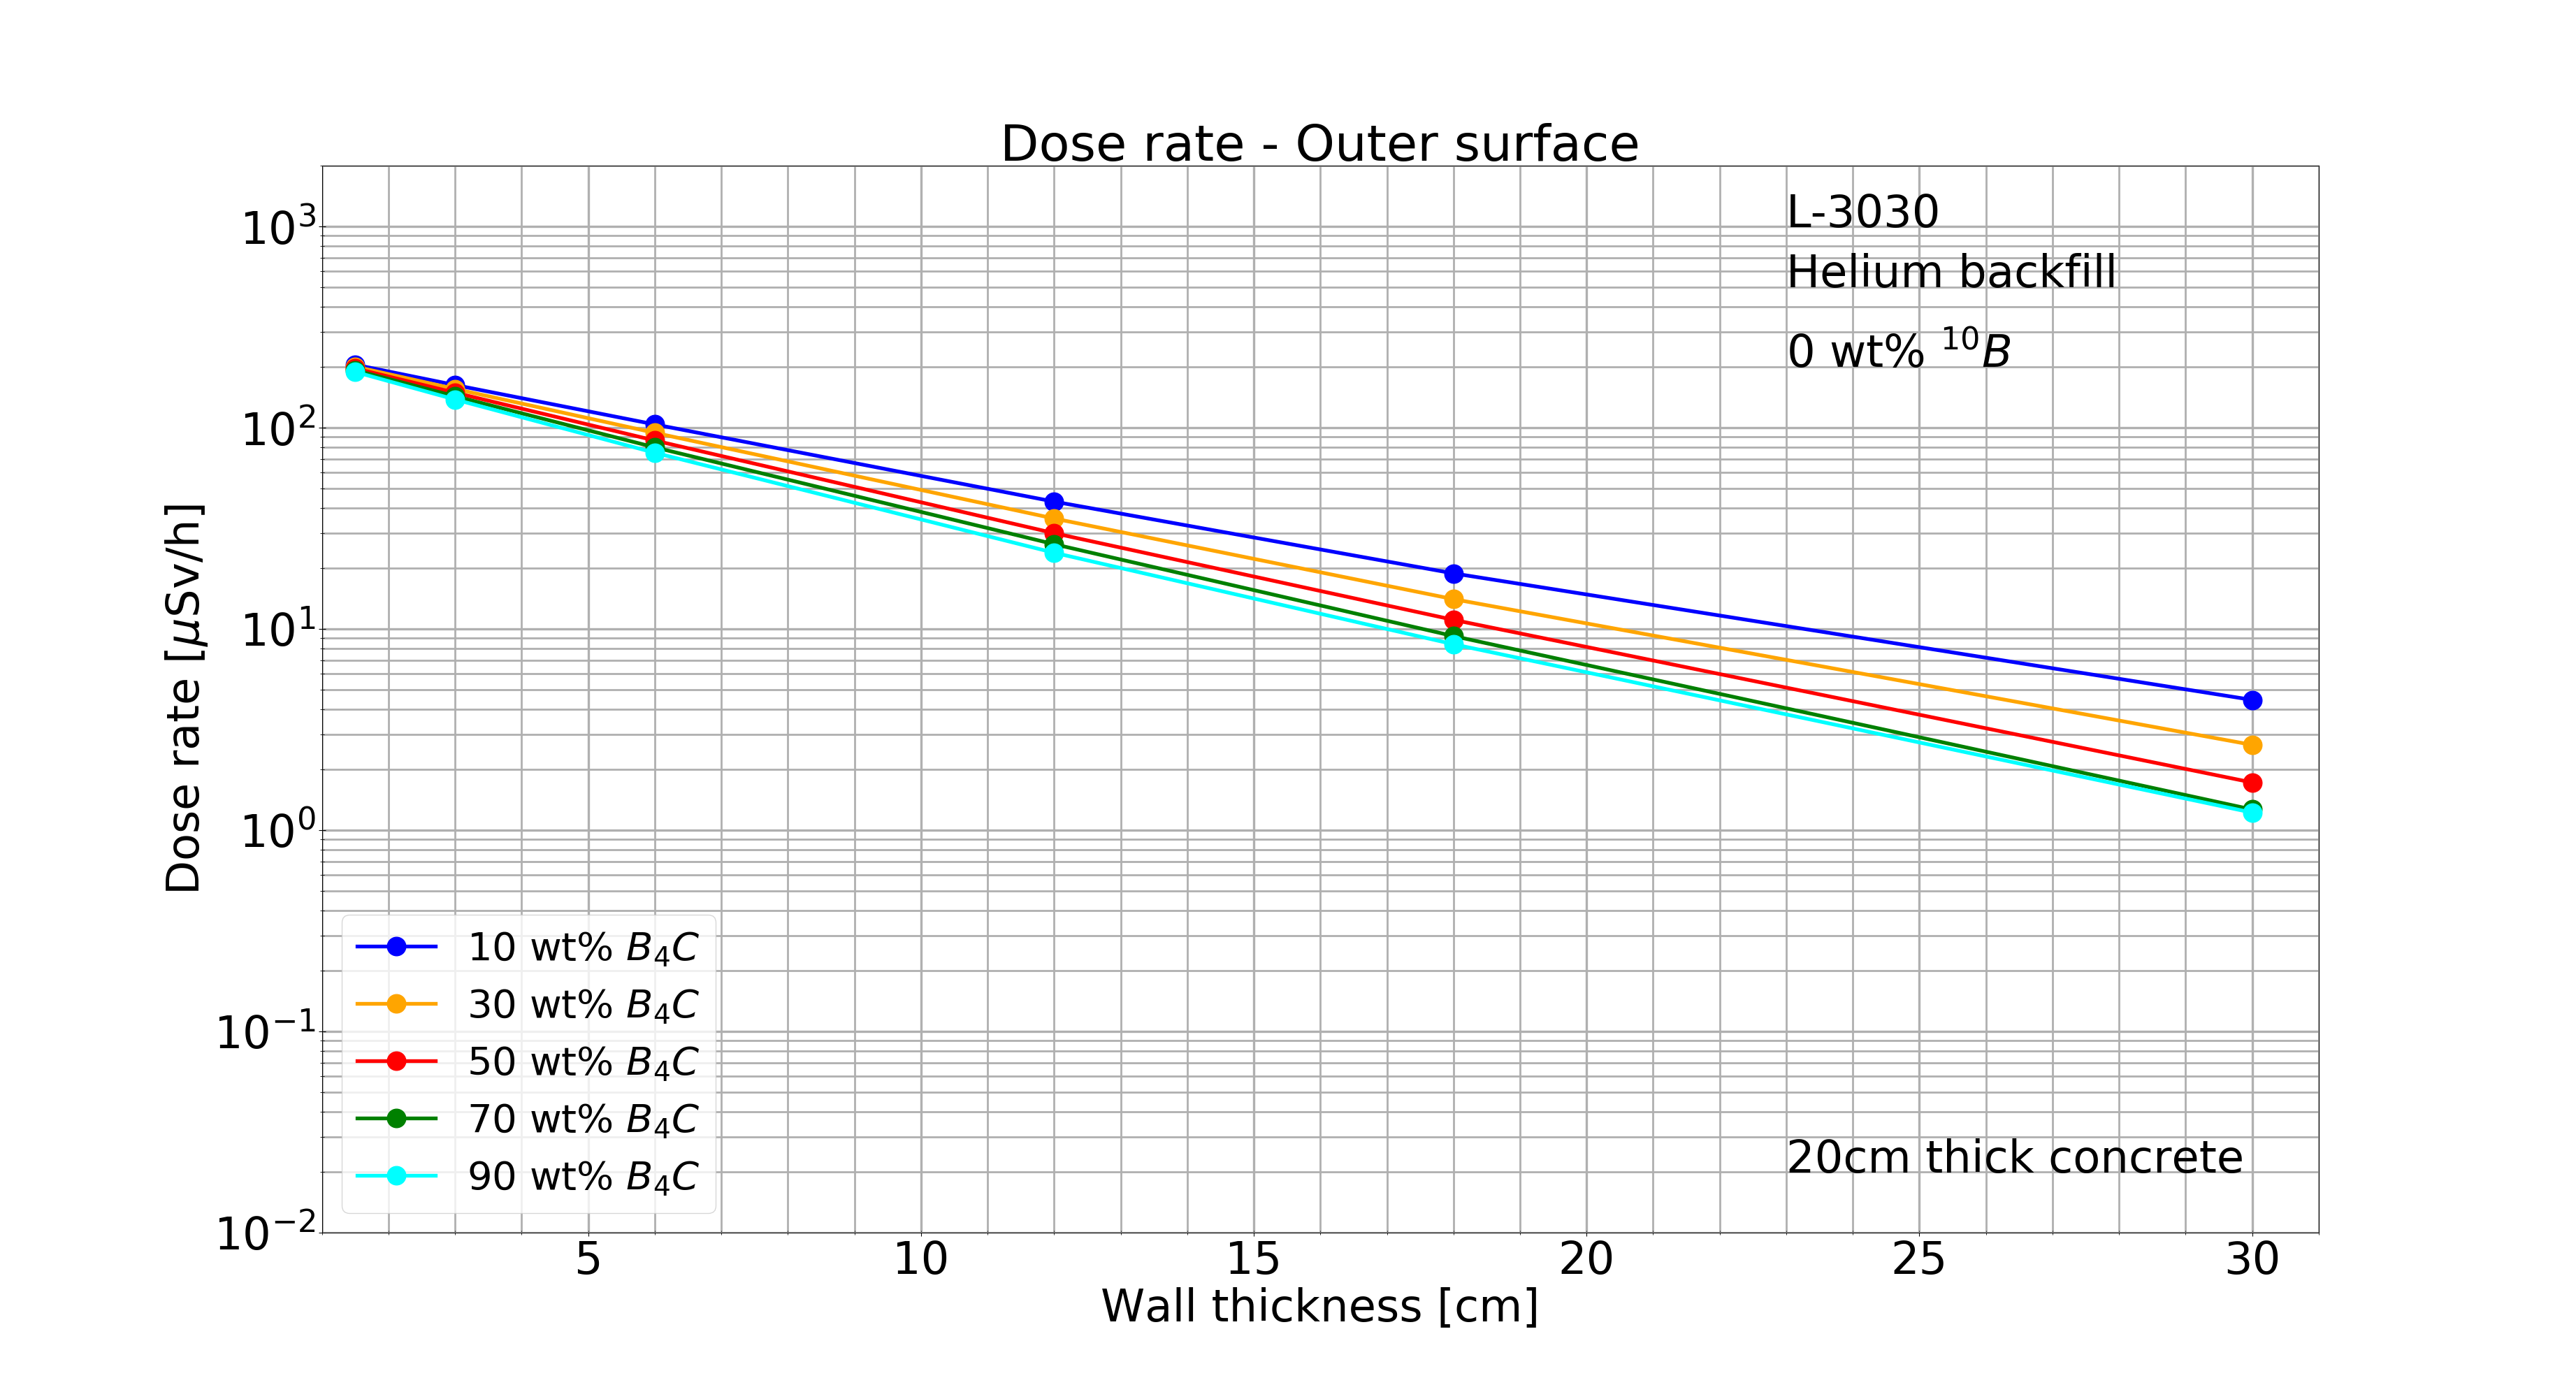 Dose rate - Outer surface
L-3030
Helium backfill
0 wt% ¹⁰B
20cm thick concrete
Dose rate [μSv/h]
10³
10²
10¹
10⁰
10⁻¹
10⁻²
10 wt% B₄C
30 wt% B₄C
50 wt% B₄C
70 wt% B₄C
90 wt% B₄C
5 10 15 20 25 30
Wall thickness [cm]